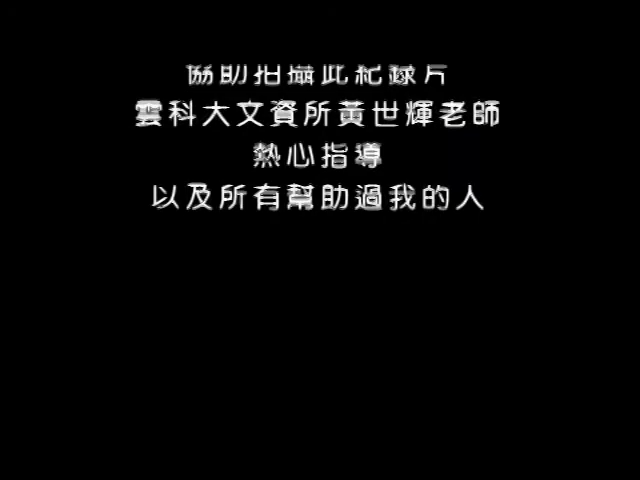 協助拍攝此紀錄片
雲科大文資所黃世輝老師
熱心指導
以及所有幫助過我的人